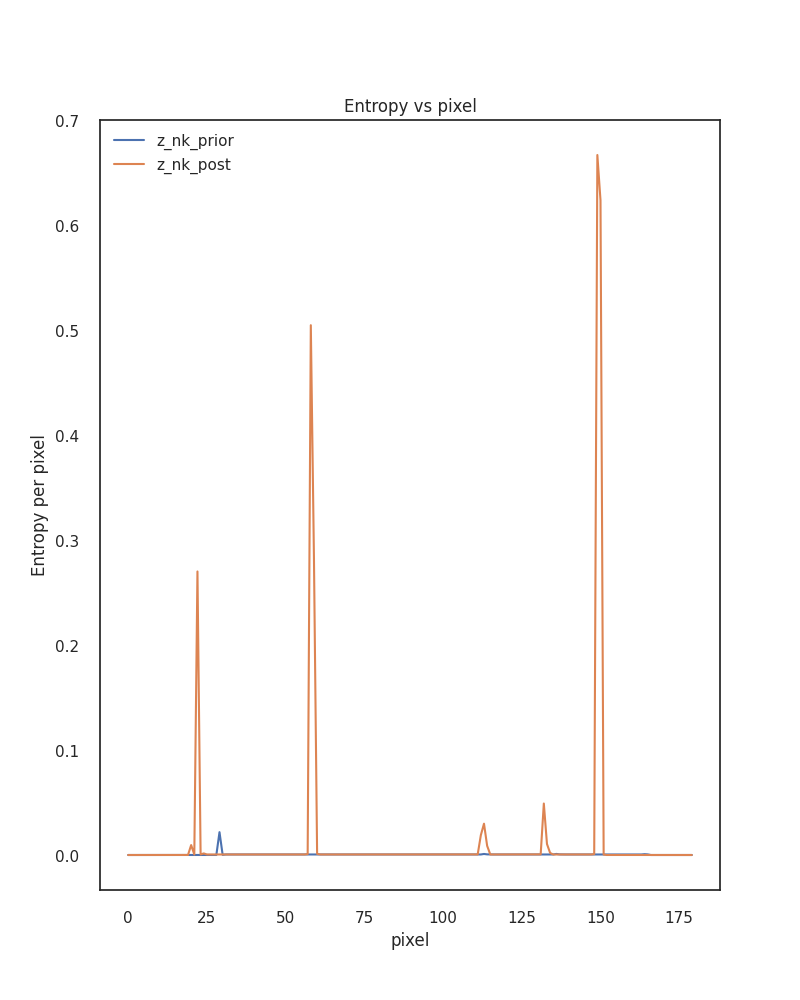 Entropy vs pixel
z_nk_prior
z_nk_post
0.7
0.6
0.5
0.4
0.3
0.2
0.1
0.0
Entropy per pixel
0 25 50 75 100 125 150 175
pixel